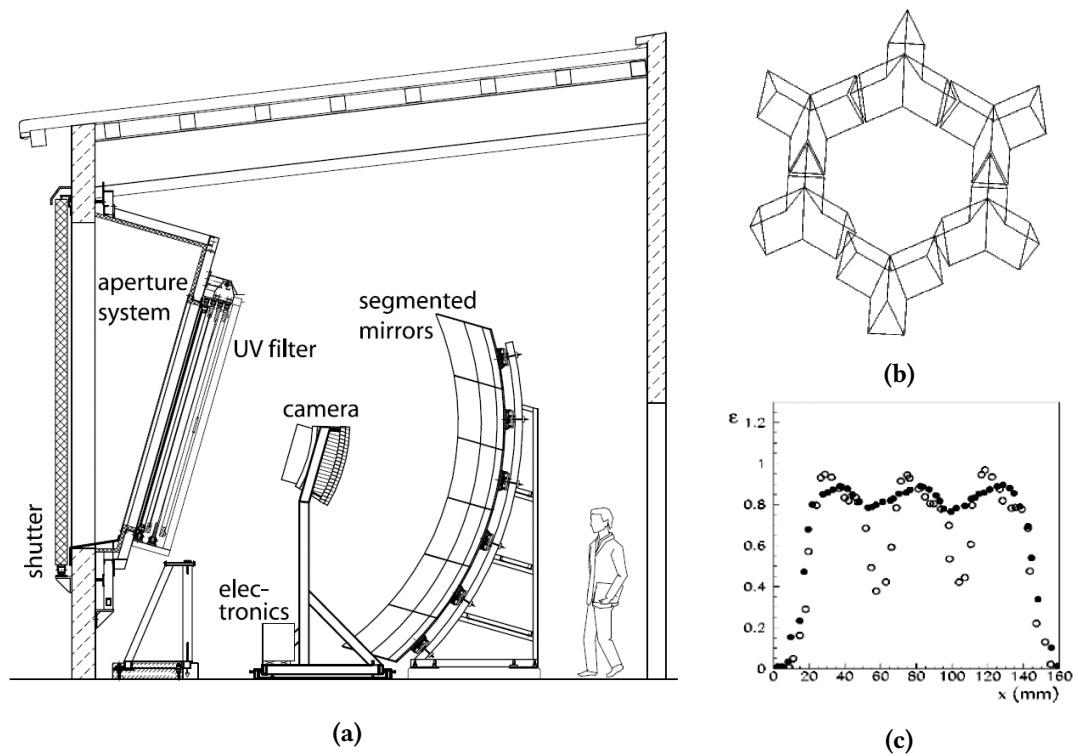 aperture
system
UV filter
segmented
mirrors
camera
shutter
elec-
tronics
(a)
(b)
ε
1.2
1
0.8
0.6
0.4
0.2
0
0 20 40 60 80 100 120 140 160
x (mm)
(c)